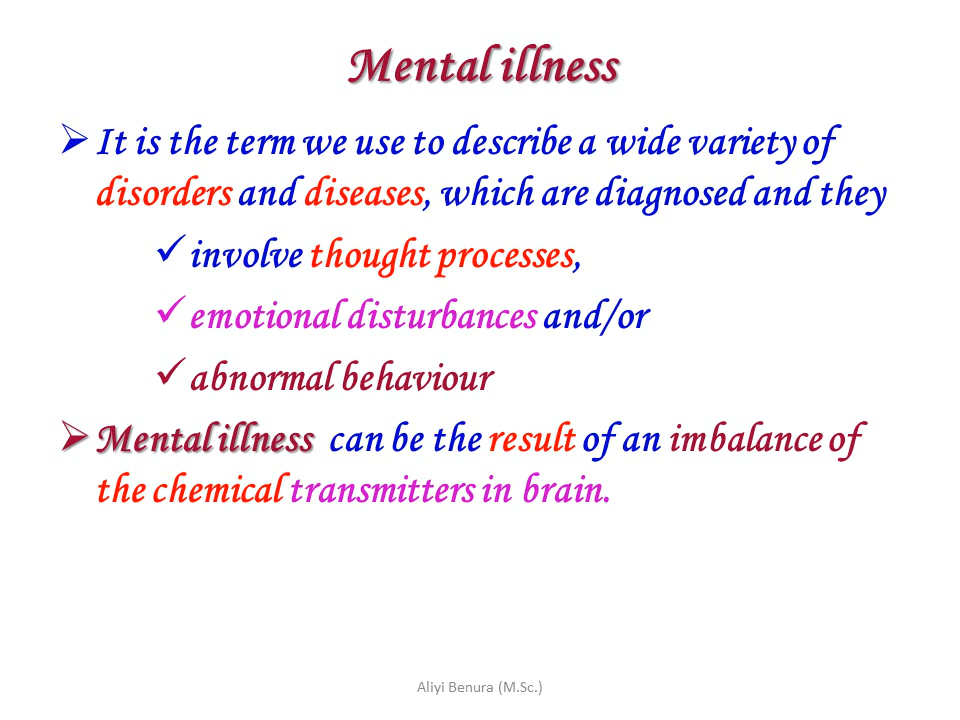 Mental illness
➢ It is the term we use to describe a wide variety of
disorders and diseases, which are diagnosed and they
✓ involve thought processes,
✓ emotional disturbances and/or
✓ abnormal behaviour
➢ Mental illness can be the result of an imbalance of
the chemical transmitters in brain.
Aliyi Benura (M.Sc.)